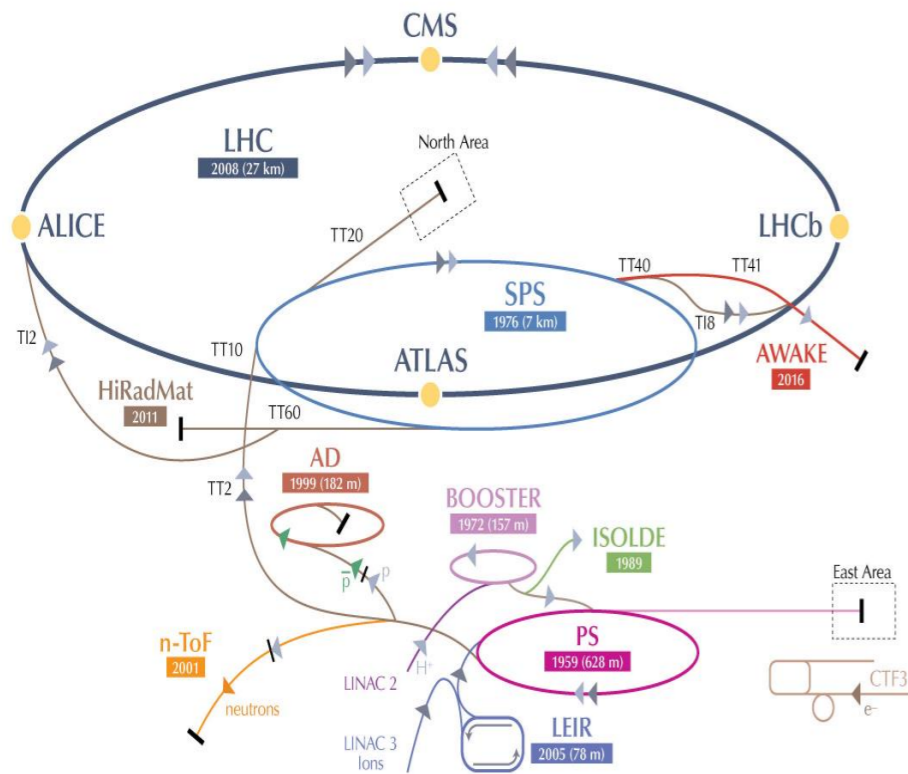 CMS
LHC
2008 (27 km)
North Area
ALICE
LHCb
TT20
TT40
TT41
SPS
1976 (7 km)
TI8
TI2
TT10
ATLAS
AWAKE
2016
HiRadMat
2011
TT60
AD
1999 (182 m)
TT2
BOOSTER
1972 (157 m)
ISOLDE
1989
p̅
p
East Area
n-ToF
2001
PS
1959 (628 m)
H⁺
LINAC 2
neutrons
CTF3
e⁻
LEIR
2005 (78 m)
LINAC 3
Ions